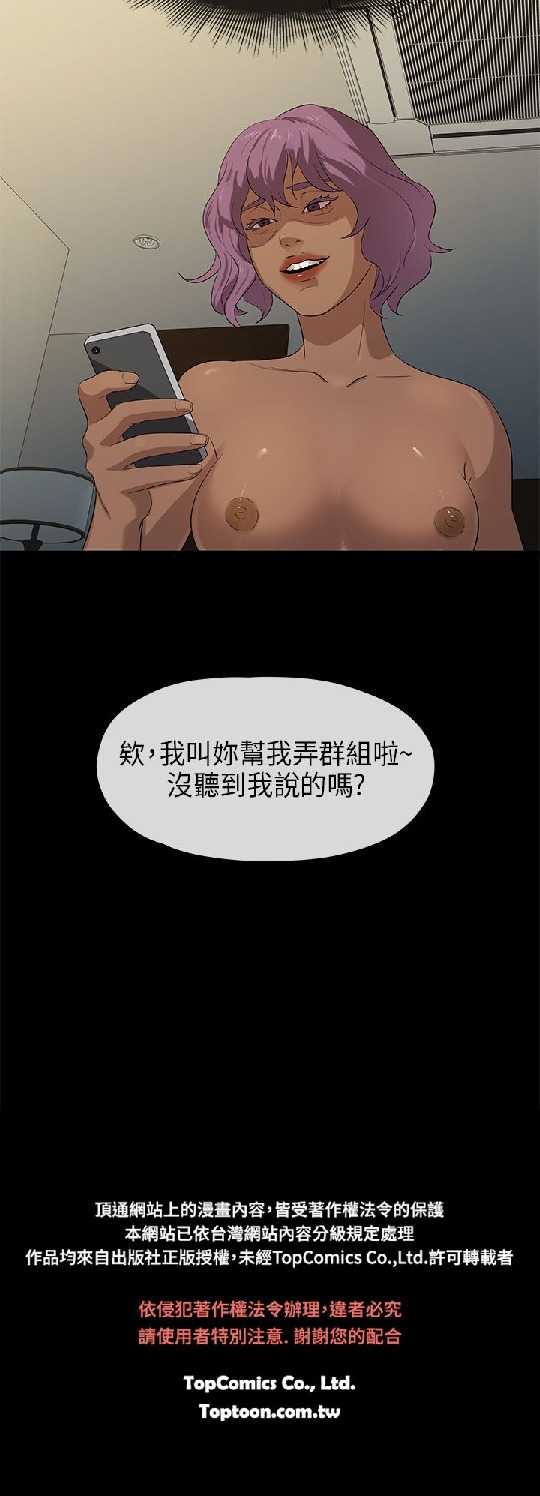 欸，我叫妳幫我弄群組啦~
沒聽到我說的嗎?
頂通網站上的漫畫內容，皆受著作權法令的保護
本網站已依台灣網站內容分級規定處理
作品均來自出版社正版授權，未經TopComics Co.,Ltd.許可轉載者
依侵犯著作權法令辦理，違者必究
請使用者特別注意. 謝謝您的配合
TopComics Co., Ltd.
Toptoon.com.tw